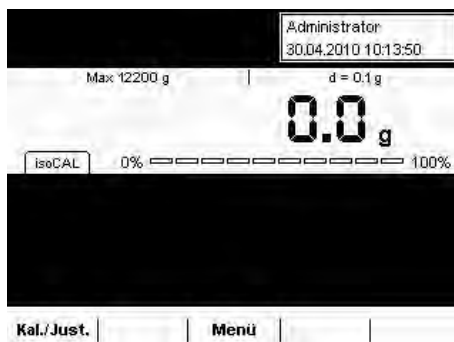 Administrator
30.04.2010 10:13:50
Max 12200 g d = 0.1 g
0.0 g
isoCAL 0% 100%
Kal./Just. Menü